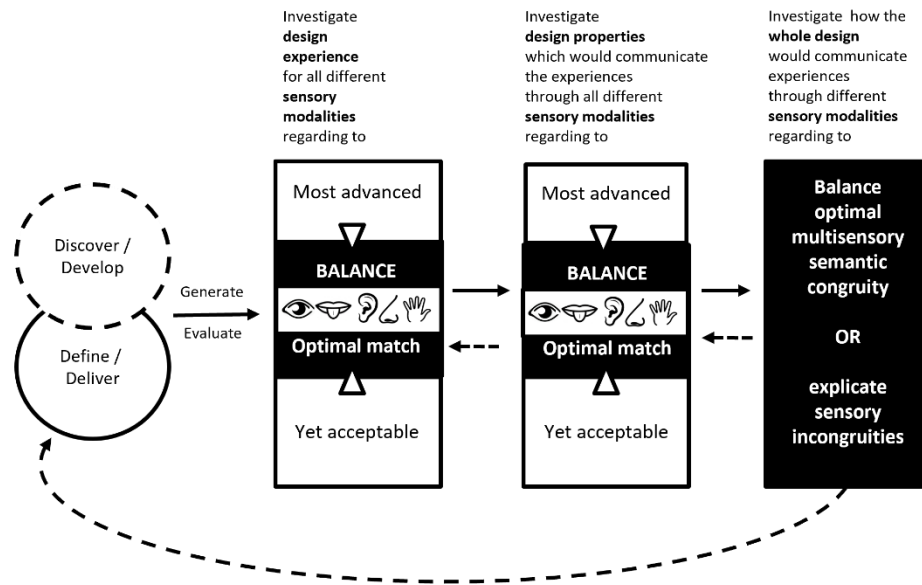 Investigate
design
experience
for all different
sensory
modalities
regarding to
Investigate
design properties
which would communicate
the experiences
through all different
sensory modalities
regarding to
Investigate how the
whole design
would communicate
experiences
through different
sensory modalities
regarding to
Discover /
Develop
Define /
Deliver
Generate
Evaluate
Most advanced
BALANCE
Optimal match
Yet acceptable
Most advanced
BALANCE
Optimal match
Yet acceptable
Balance
optimal
multisensory
semantic
congruity
OR
explicate
sensory
incongruities